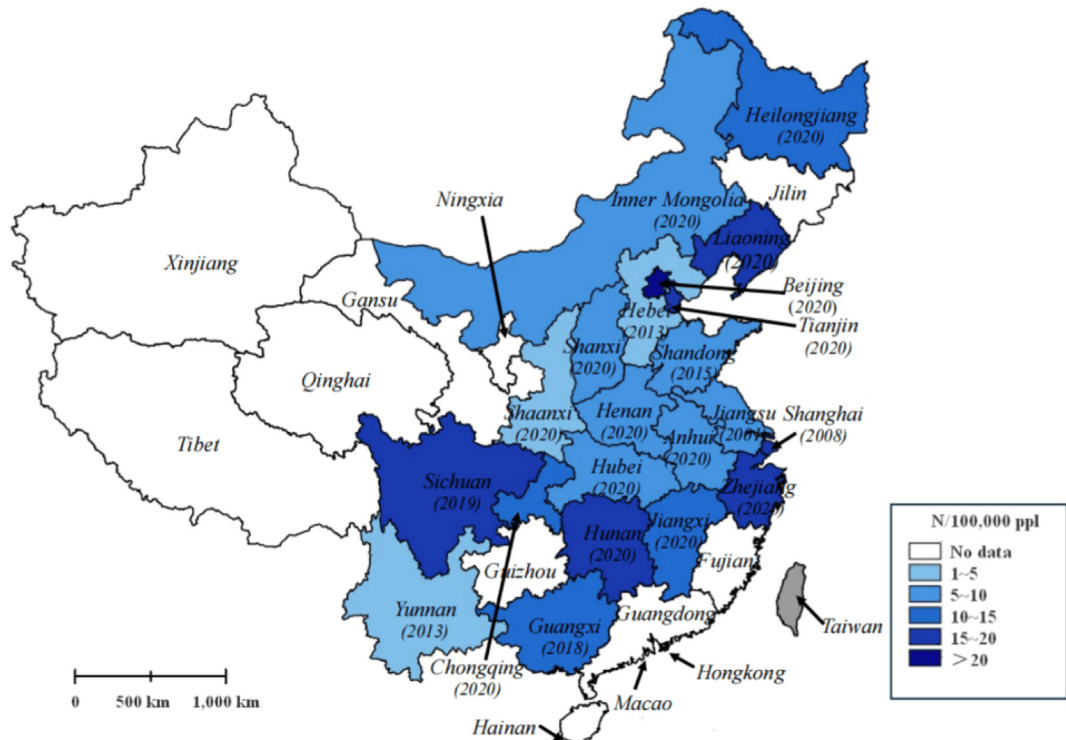 Heilongjiang
(2020)
Jilin
Ningxia
Inner Mongolia
(2020)
Liaoning
(2020)
Xinjiang
Gansu
Beijing
(2020)
Hebei
(2013)
Tianjin
(2020)
Shanxi
(2020)
Shandong
(2015)
Qinghai
Shaanxi
(2020)
Henan
(2020)
Jiangsu
Shanghai
(2008)
Anhui
(2020)
Tibet
Hubei
(2020)
Sichuan
(2019)
Zhejiang
(2020)
Hunan
(2020)
Jiangxi
(2020)
Fujian
Guizhou
Guangdong
Yunnan
(2013)
Guangxi
(2018)
Taiwan
Chongqing
(2020)
Hongkong
Macao
Hainan
0 500 km 1,000 km
N/100,000 ppl
No data
1~5
5~10
10~15
15~20
>20